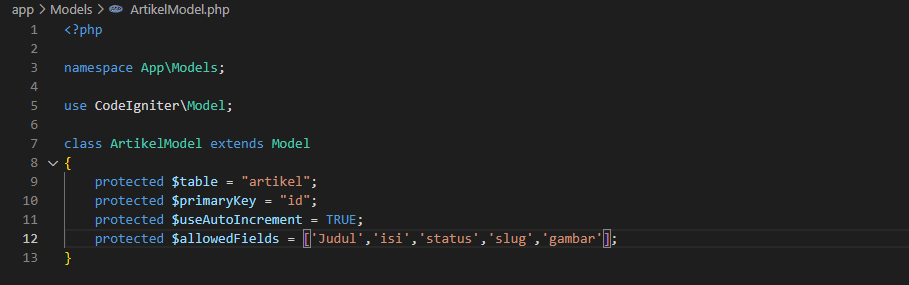 app > Models > ArtikelModel.php
1 <?php
2
3 namespace App\Models;
4
5 use CodeIgniter\Model;
6
7 class ArtikelModel extends Model
8 {
9 protected $table = "artikel";
10 protected $primaryKey = "id";
11 protected $useAutoIncrement = TRUE;
12 protected $allowedFields = ['Judul','isi','status','slug','gambar'];
13 }